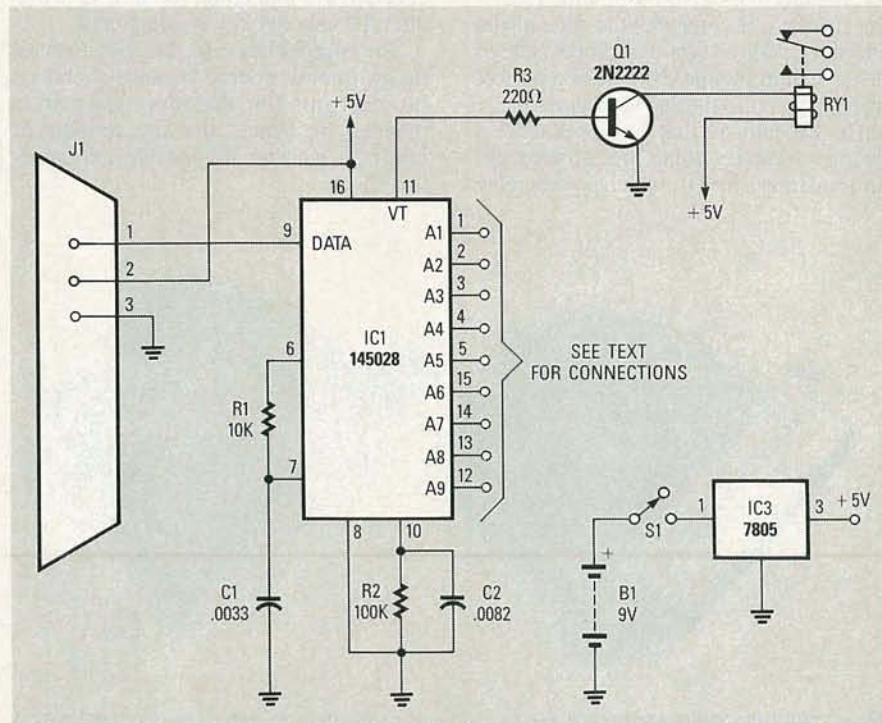 Q1
2N2222
R3
220Ω
RY1
+5V
+5V
J1
1
2
3
16
11
VT
9
DATA
IC1
145028
6
7
8
10
A1
A2
A3
A4
A5
A6
A7
A8
A9
1
2
3
4
5
15
14
13
12
SEE TEXT
FOR CONNECTIONS
R1
10K
C1
.0033
R2
100K
C2
.0082
S1
+
B1
9V
1
IC3
7805
3
+5V